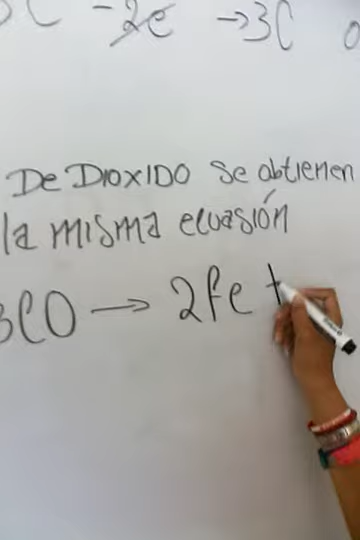 3C - 2e → 3C
De DIOXIDO se obtienen
la misma ecuasión
3CO → 2Fe +